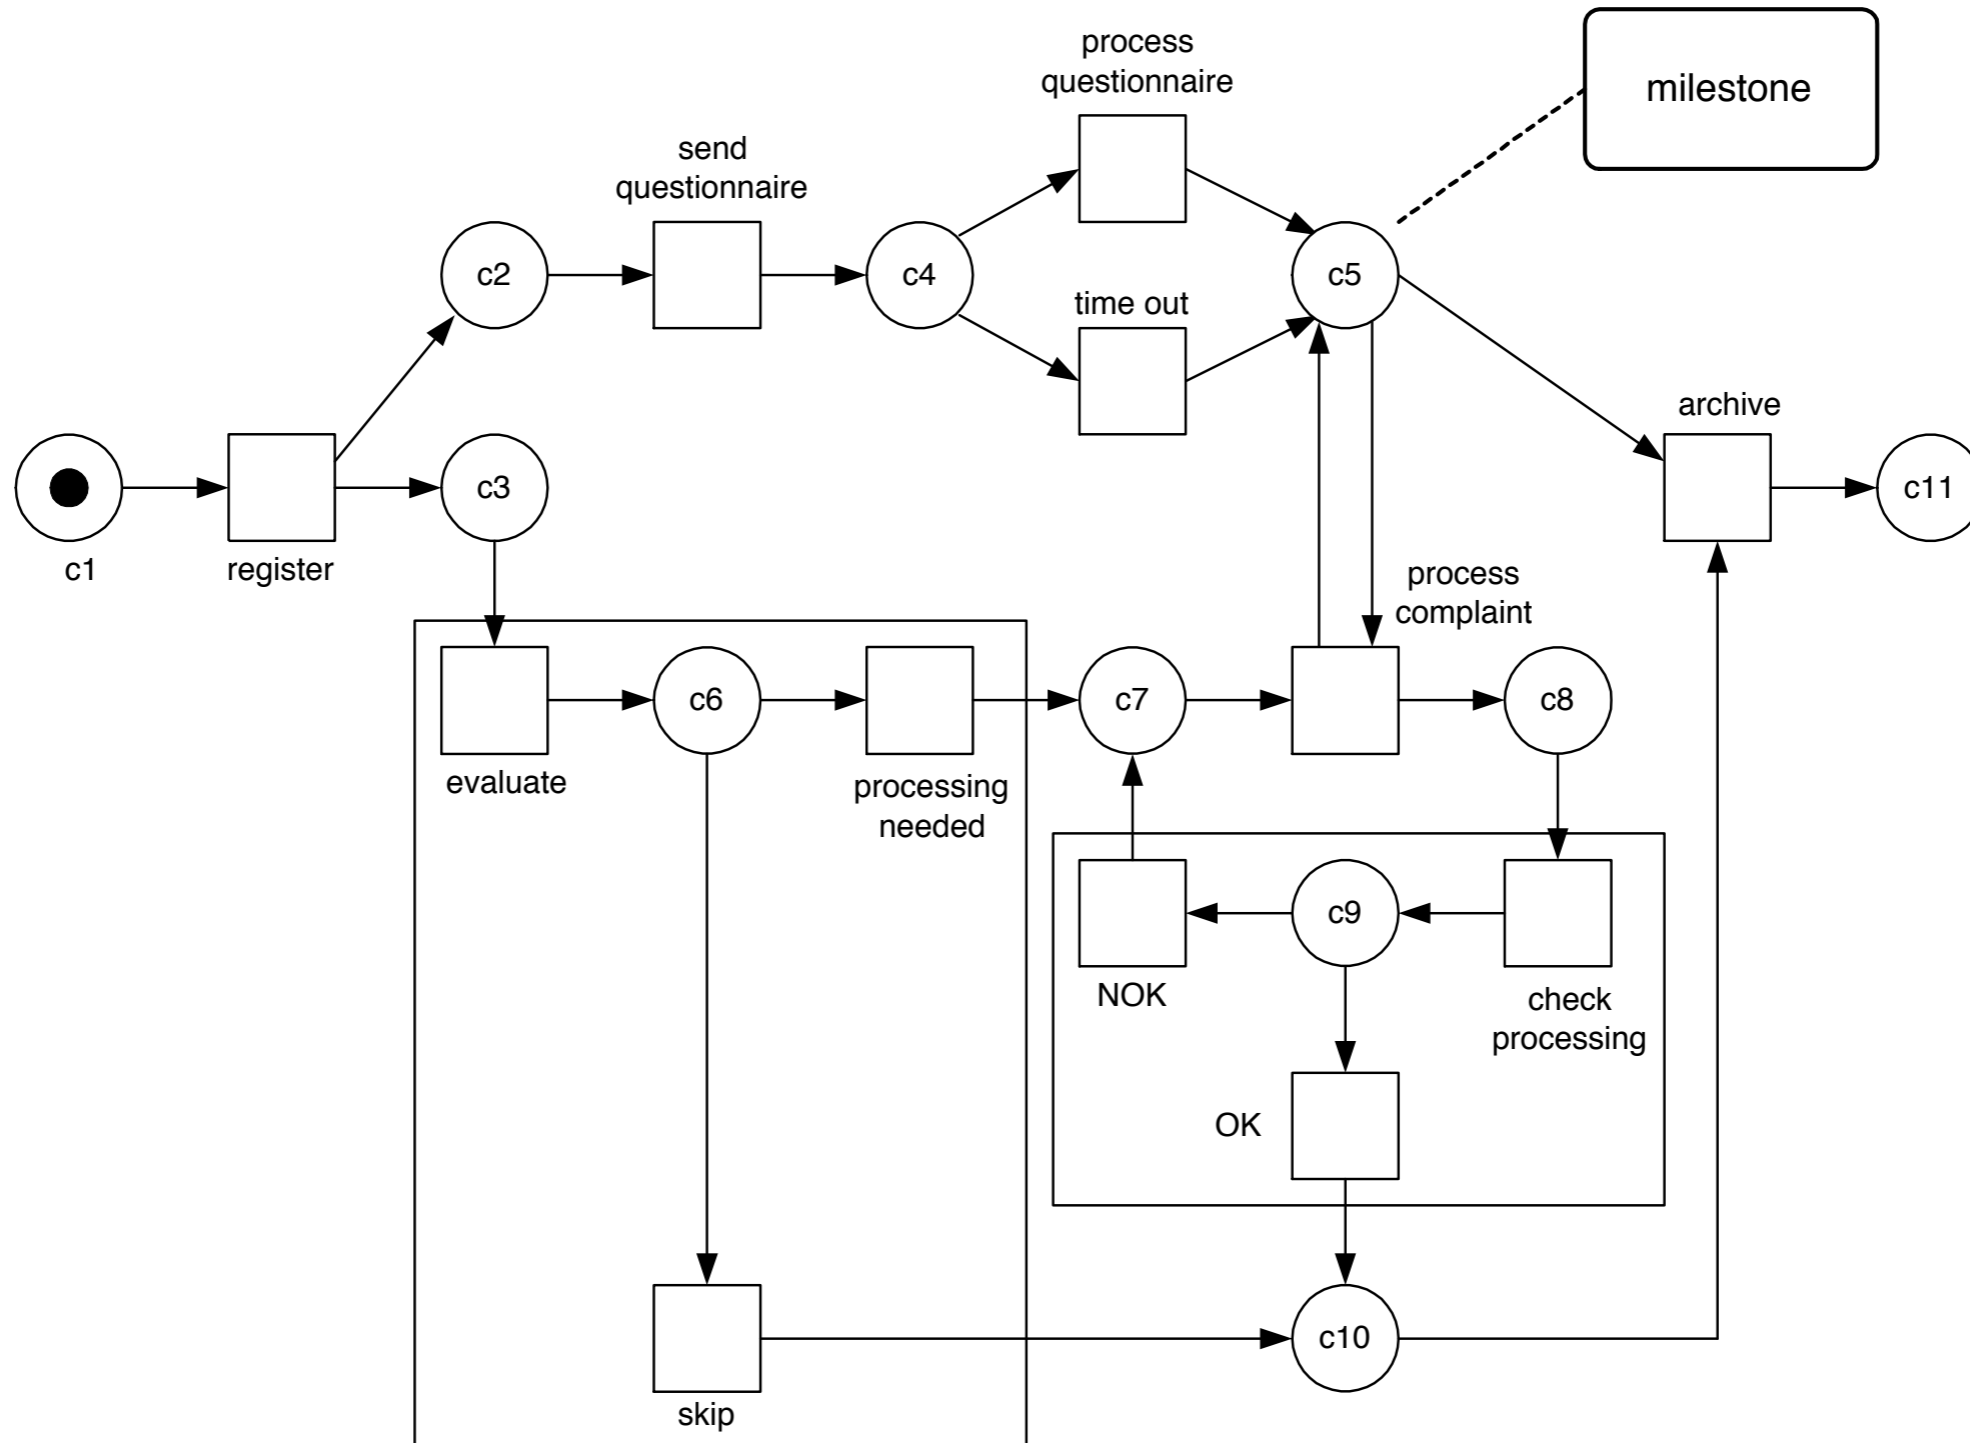 process
questionnaire
milestone
send
questionnaire
c2
c4
time out
c5
archive
c1
register
c3
c11
process
complaint
evaluate
c6
processing
needed
c7
c8
NOK
c9
check
processing
OK
skip
c10